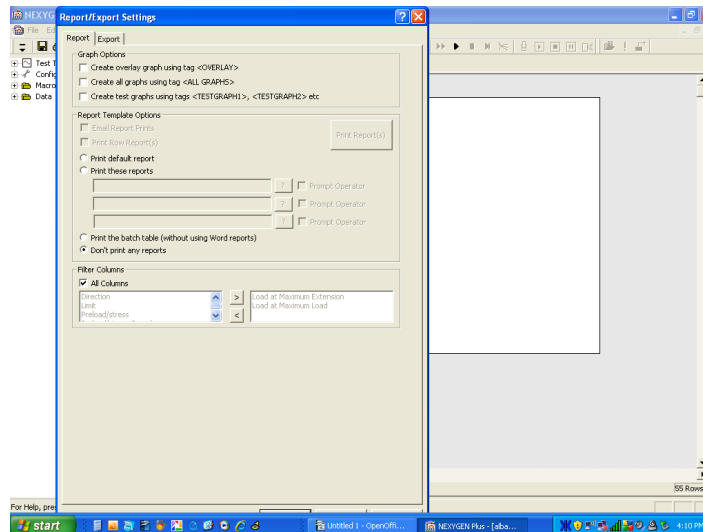 NEXYG
Report/Export Settings
File Ed
Report
Export
Test T
Config
Macro
Data
Graph Options
Create overlay graph using tag <OVERLAY>
Create all graphs using tag <ALL GRAPHS>
Create test graphs using tags <TESTGRAPH1>, <TESTGRAPH2> etc
Report Template Options
Email Report Prints
Print Row Report(s)
Print Report(s)
Print default report
Print these reports
? Prompt Operator
? Prompt Operator
? Prompt Operator
Print the batch table (without using Word reports)
Don't print any reports
Filter Columns
All Columns
Direction
Limit
Preload/stress
>
<
Load at Maximum Extension
Load at Maximum Load
55 Rows
For Help, pre
start
Untitled 1 - OpenOffi...
NEXYGEN Plus - [alba...
4:10 PM